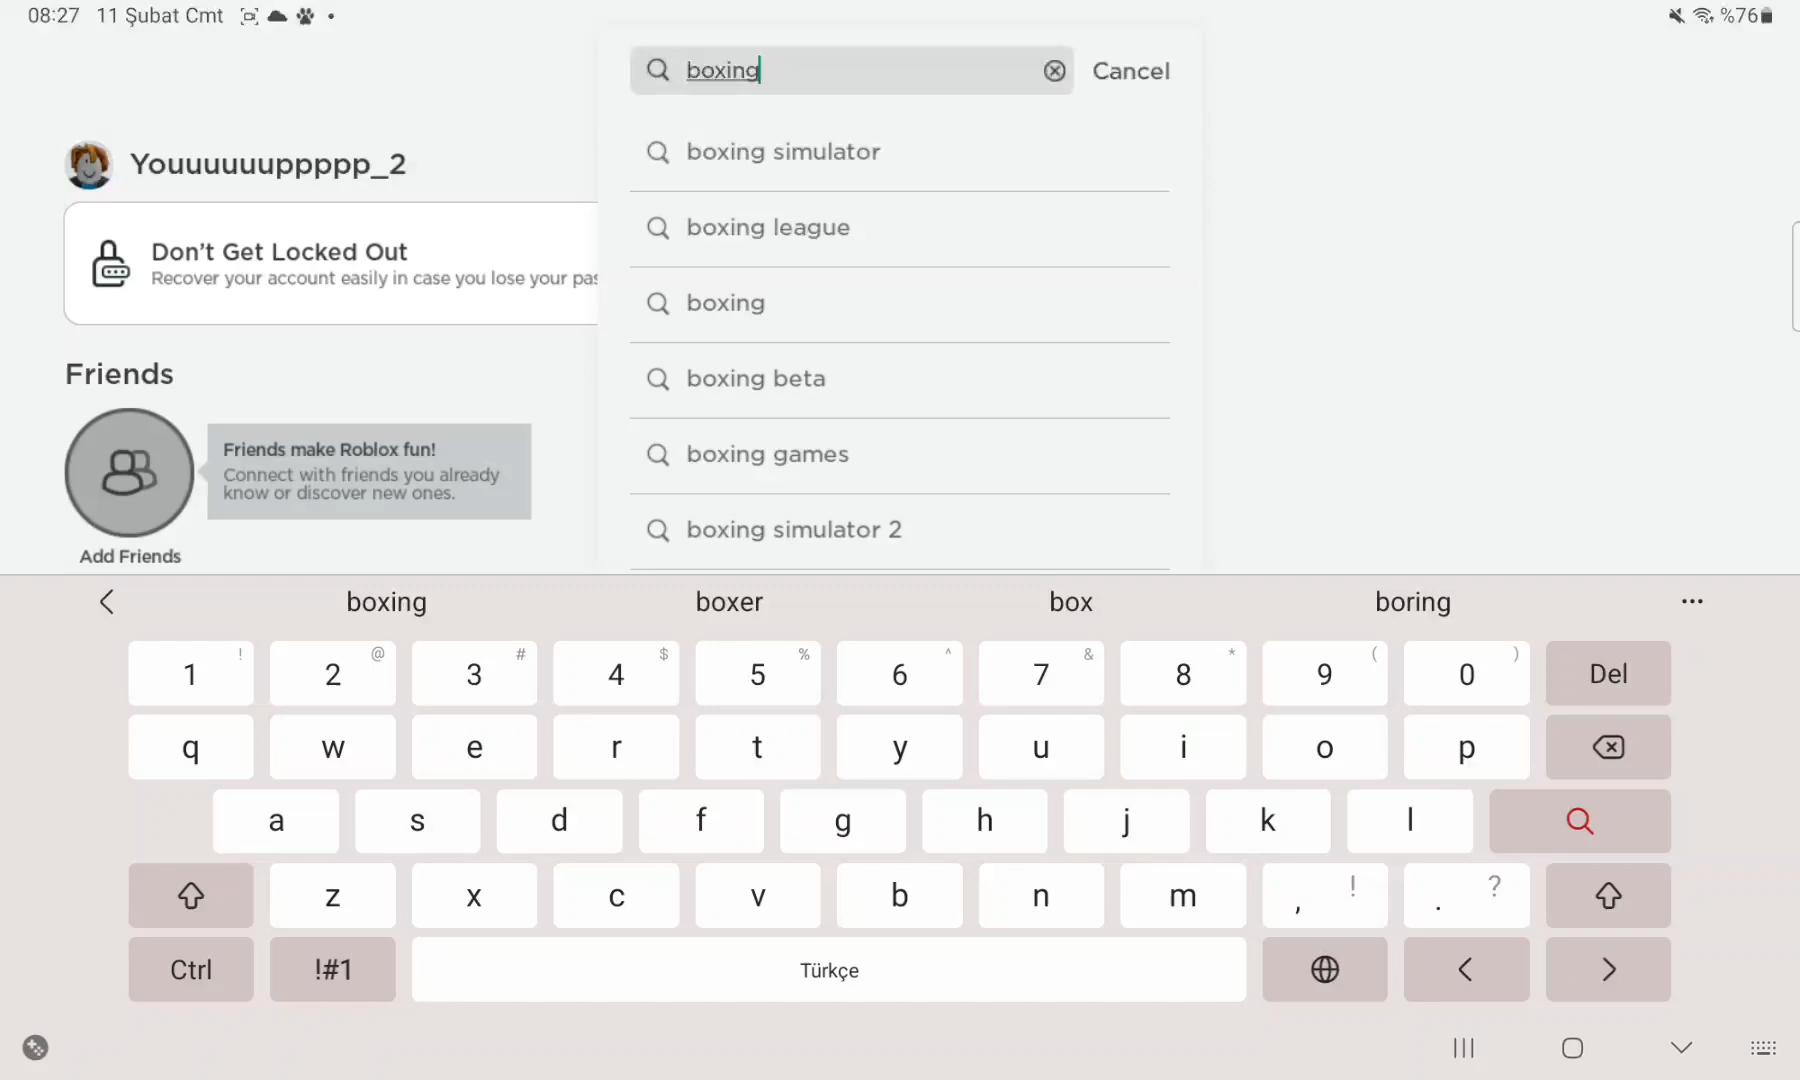 08:27 11 Şubat Cmt
%76
boxing
Cancel
boxing simulator
boxing league
boxing
boxing beta
boxing games
boxing simulator 2
Youuuuuuppppp_2
Don't Get Locked Out
Recover your account easily in case you lose your pas
Friends
Friends make Roblox fun!
Connect with friends you already
know or discover new ones.
Add Friends
boxing boxer box boring ...
1 ! 2 @ 3 # 4 $ 5 % 6 ^ 7 & 8 * 9 ( 0 ) Del
q w e r t y u i o p
a s d f g h j k l
z x c v b n m , ! . ?
Ctrl !#1 Türkçe